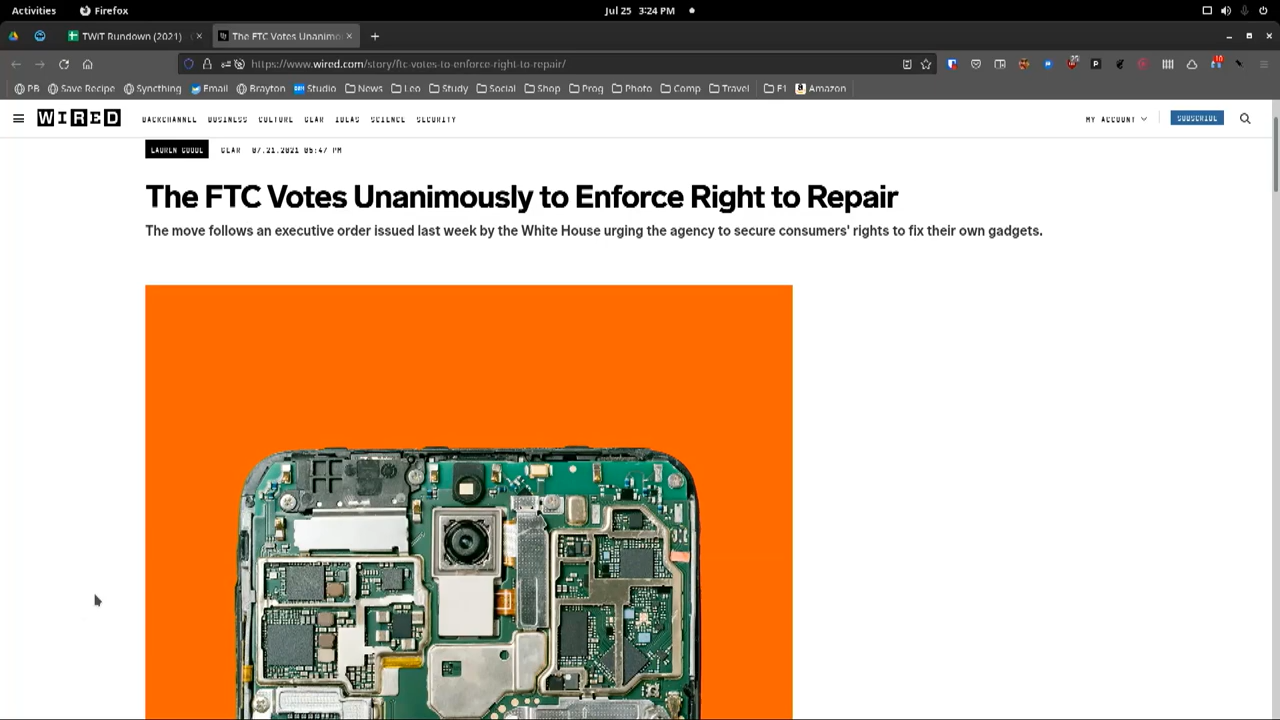 Activities Firefox Jul 25 3:24 PM
TWiT Rundown (2021) The FTC Votes Unanimo
https://www.wired.com/story/ftc-votes-to-enforce-right-to-repair/
PB Save Recipe Syncthing Email Brayton Studio News Leo Study Social Shop Prog Photo Comp Travel F1 Amazon
WIRED BACKCHANNEL BUSINESS CULTURE GEAR IDEAS SCIENCE SECURITY MY ACCOUNT SUBSCRIBE
LAUREN GOODE GEAR 07.21.2021 05:47 PM
The FTC Votes Unanimously to Enforce Right to Repair
The move follows an executive order issued last week by the White House urging the agency to secure consumers' rights to fix their own gadgets.